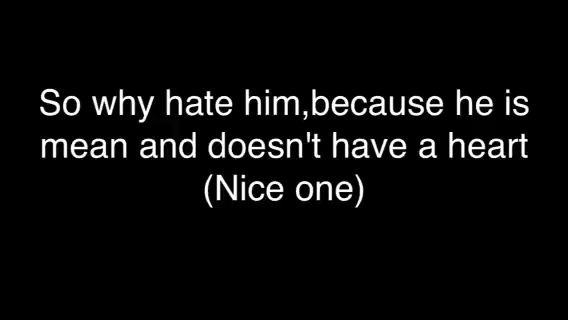 So why hate him,because he is
mean and doesn't have a heart
(Nice one)